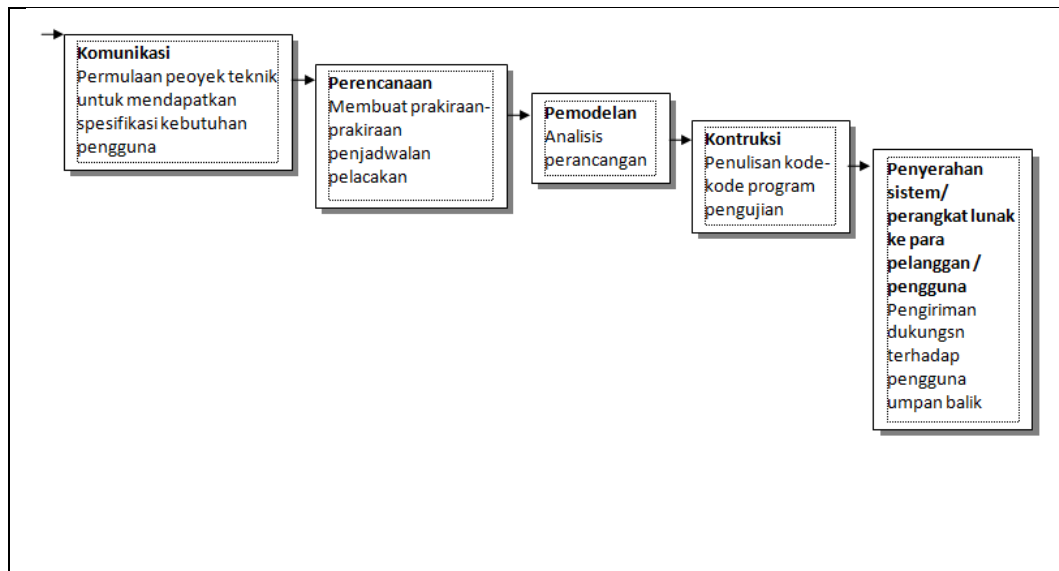 Komunikasi
Permulaan peoyek teknik
untuk mendapatkan
spesifikasi kebutuhan
pengguna
Perencanaan
Membuat prakiraan-
prakiraan
penjadwalan
pelacakan
Pemodelan
Analisis
perancangan
Kontruksi
Penulisan kode-
kode program
pengujian
Penyerahan
sistem/
perangkat lunak
ke para
pelanggan /
pengguna
Pengiriman
dukungsn
terhadap
pengguna
umpan balik